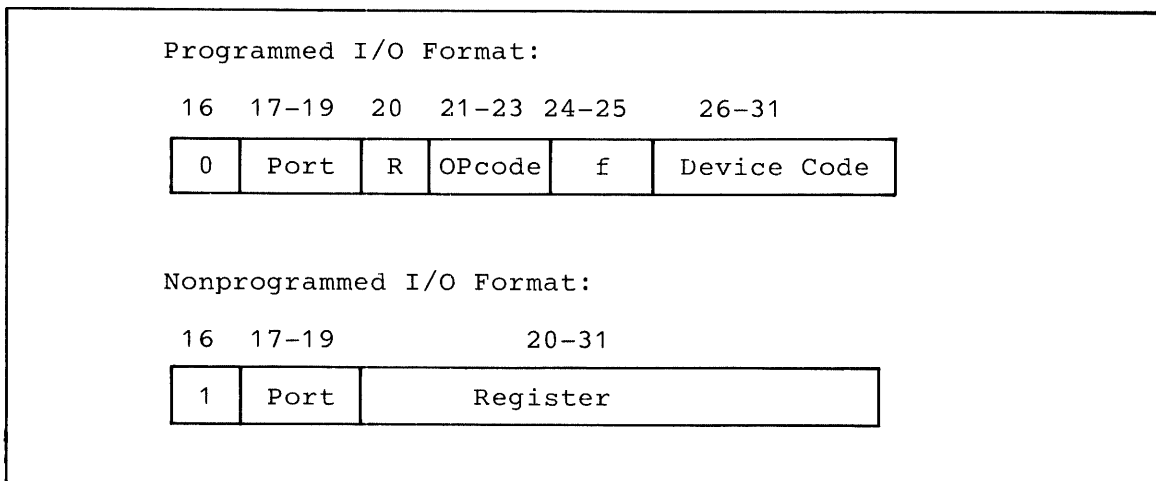 Programmed I/O Format:
16 17-19 20 21-23 24-25 26-31
0 Port R OPcode f Device Code
Nonprogrammed I/O Format:
16 17-19 20-31
1 Port Register